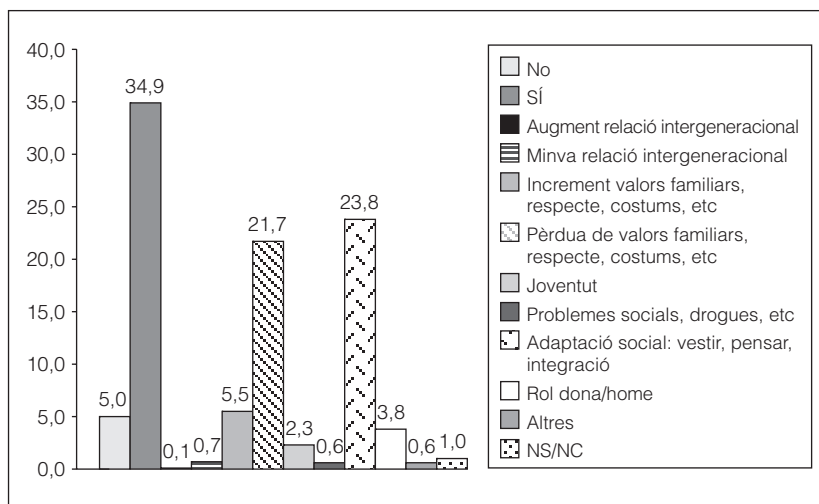 40,0
35,0
30,0
25,0
20,0
15,0
10,0
5,0
0,0
5,0
34,9
0,1
0,7
5,5
21,7
2,3
0,6
23,8
3,8
0,6
1,0
No
SÍ
Augment relació intergeneracional
Minva relació intergeneracional
Increment valors familiars,
respecte, costums, etc
Pèrdua de valors familiars,
respecte, costums, etc
Joventut
Problemes socials, drogues, etc
Adaptació social: vestir, pensar,
integració
Rol dona/home
Altres
NS/NC